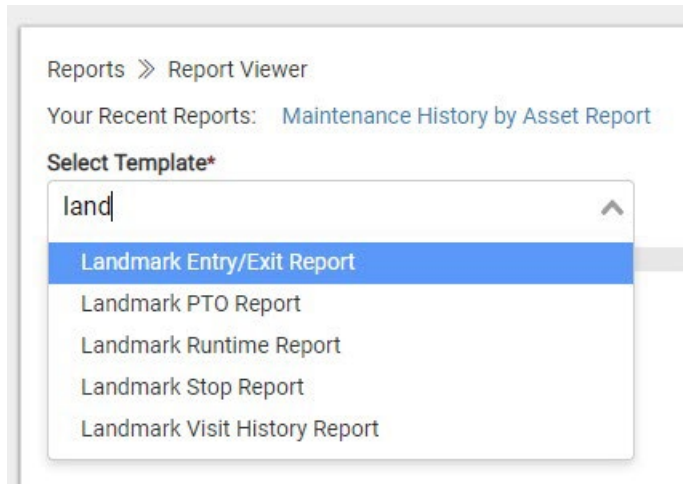 Reports » Report Viewer
Your Recent Reports: Maintenance History by Asset Report
Select Template*
land
Landmark Entry/Exit Report
Landmark PTO Report
Landmark Runtime Report
Landmark Stop Report
Landmark Visit History Report